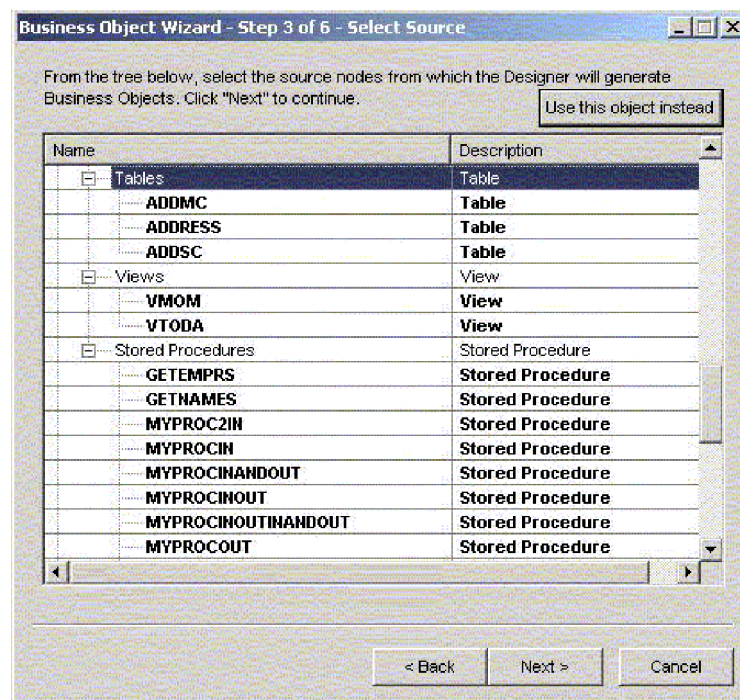 Business Object Wizard - Step 3 of 6 - Select Source
From the tree below, select the source nodes from which the Designer will generate
Business Objects. Click "Next" to continue.
Use this object instead
Name Description
Tables Table
ADDMC Table
ADDRESS Table
ADDSC Table
Views View
VMOM View
VTODA View
Stored Procedures Stored Procedure
GETEMPRS Stored Procedure
GETNAMES Stored Procedure
MYPROC2IN Stored Procedure
MYPROCIN Stored Procedure
MYPROCINANDOUT Stored Procedure
MYPROCINOUT Stored Procedure
MYPROCINOUTINANDOUT Stored Procedure
MYPROCOUT Stored Procedure
< Back Next > Cancel